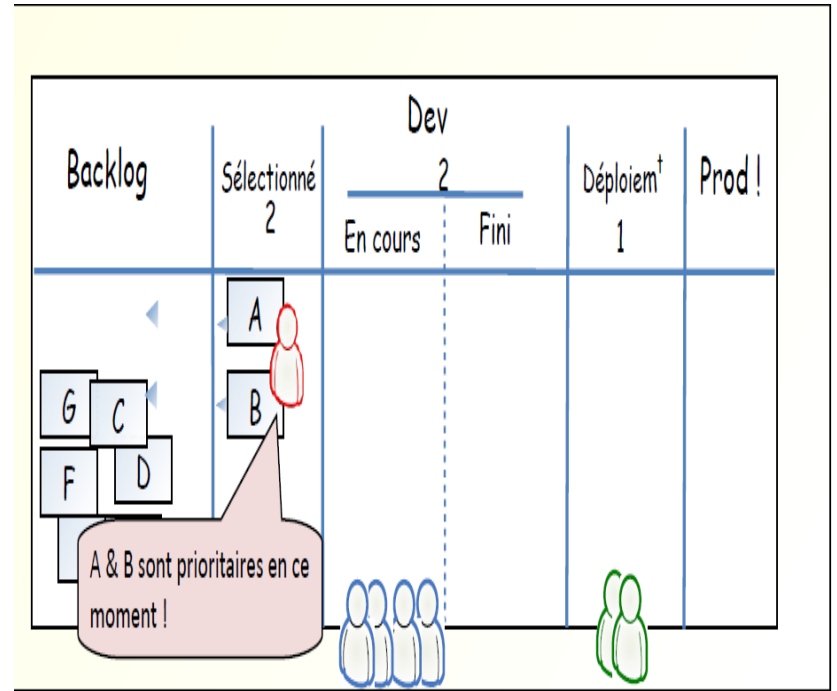 Backlog
Sélectionné
2
Dev
2
En cours
Fini
Déploiem†
1
Prod !
A
B
G
C
F
D
A & B sont prioritaires en ce
moment !